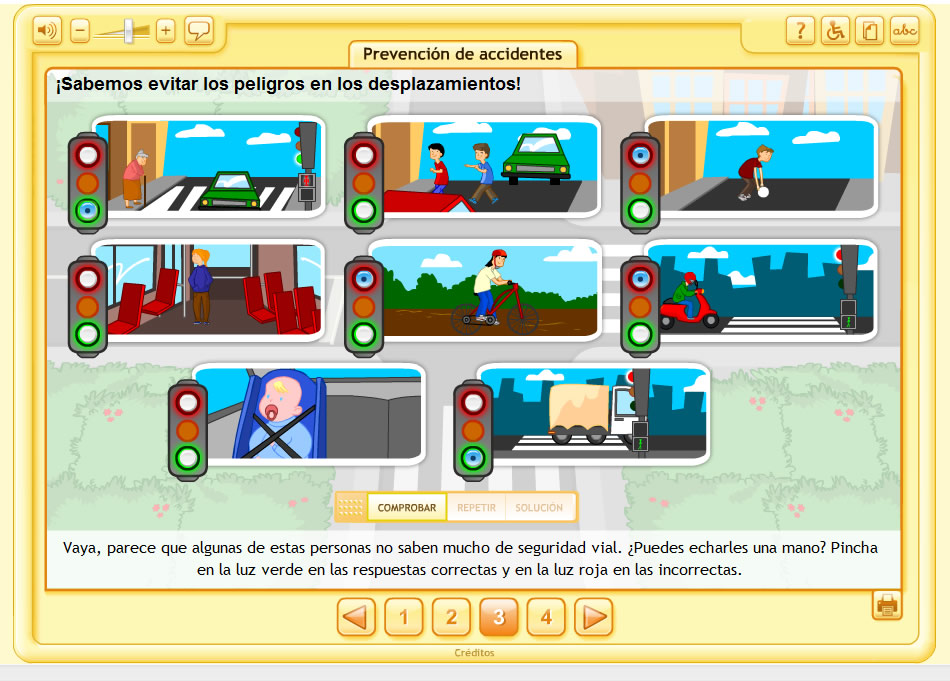 − + ? abc
Prevención de accidentes
¡Sabemos evitar los peligros en los desplazamientos!
COMPROBAR REPETIR SOLUCIÓN
Vaya, parece que algunas de estas personas no saben mucho de seguridad vial. ¿Puedes echarles una mano? Pincha
en la luz verde en las respuestas correctas y en la luz roja en las incorrectas.
1 2 3 4
Créditos